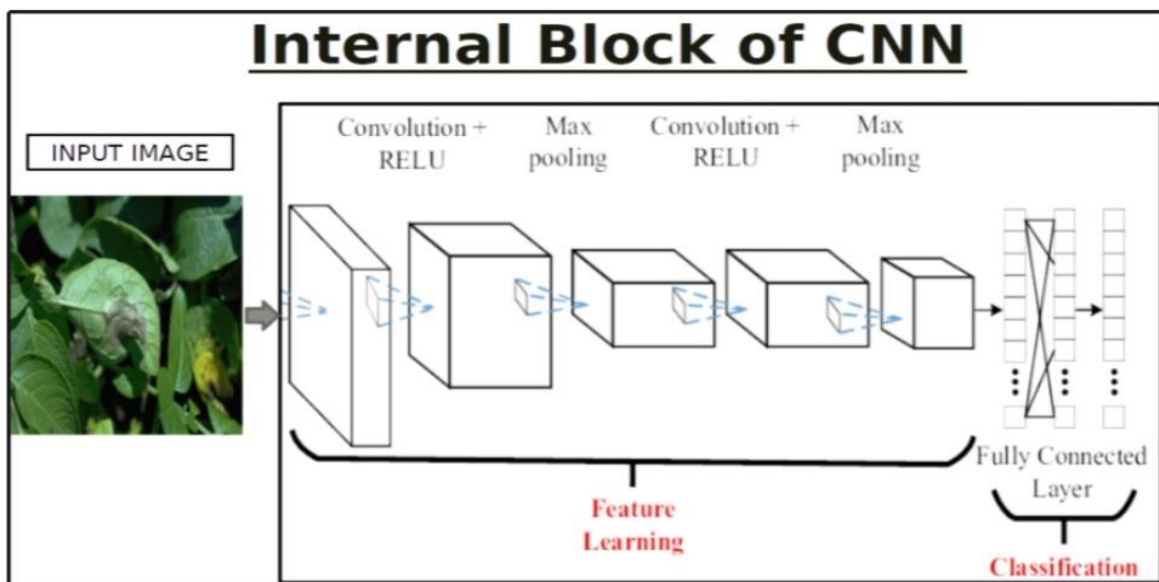 Internal Block of CNN
INPUT IMAGE
Convolution +
RELU
Max
pooling
Convolution +
RELU
Max
pooling
Fully Connected
Layer
Feature
Learning
Classification